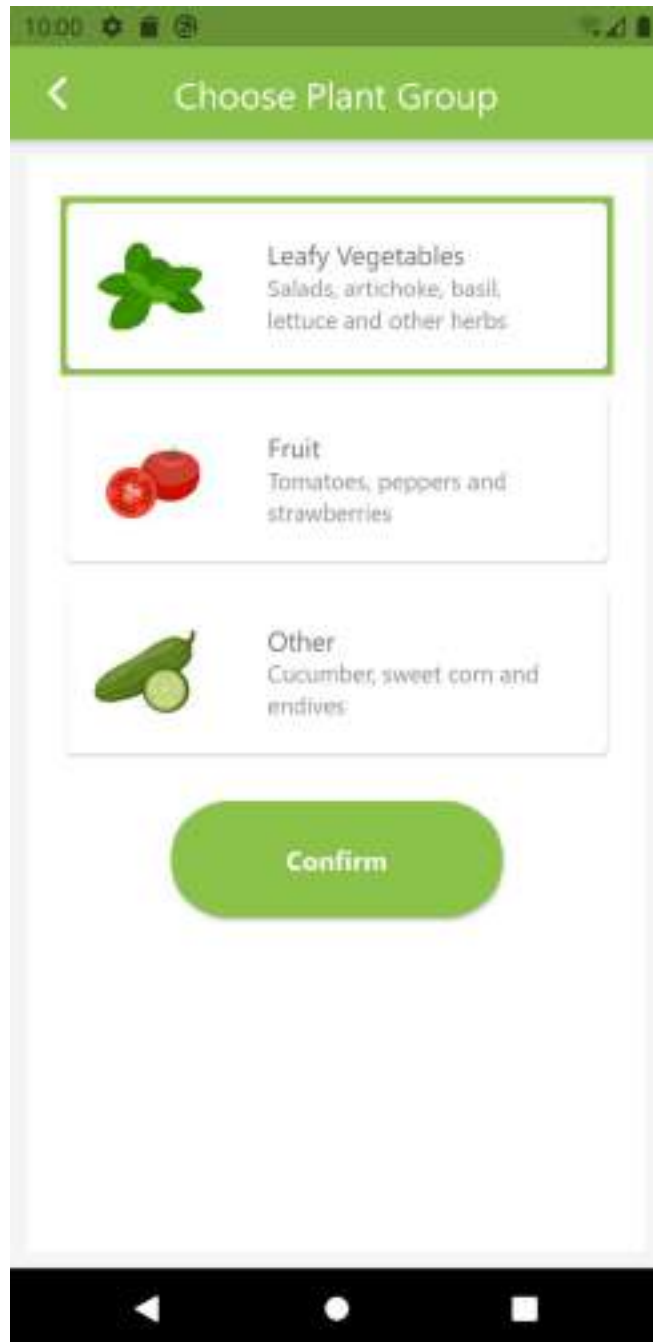 10:00
Choose Plant Group
Leafy Vegetables
Salads, artichoke, basil,
lettuce and other herbs
Fruit
Tomatoes, peppers and
strawberries
Other
Cucumber, sweet corn and
endives
Confirm